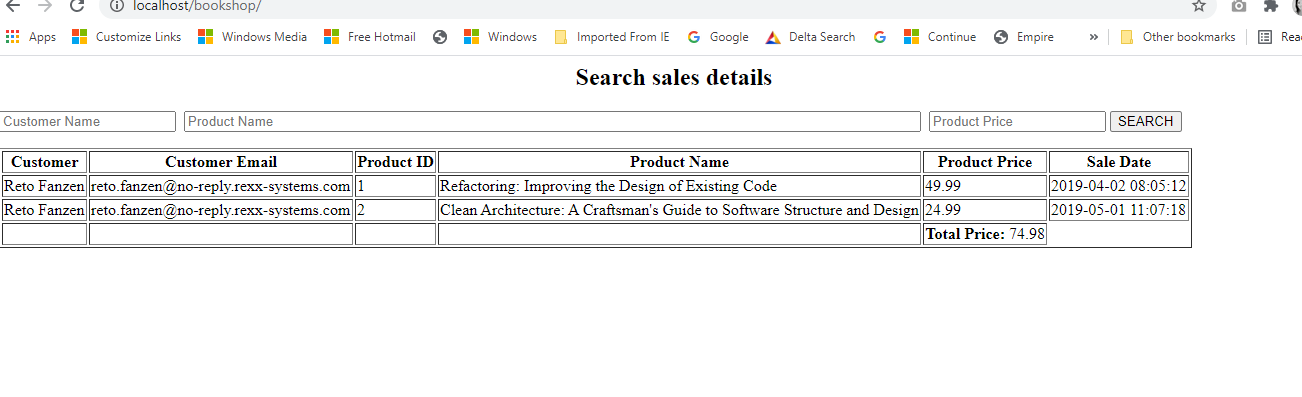 localhost/bookshop/
Apps Customize Links Windows Media Free Hotmail Windows Imported From IE Google Delta Search Continue Empire » Other bookmarks
Search sales details
Customer Name Product Name Product Price SEARCH
Customer Customer Email Product ID Product Name Product Price Sale Date
Reto Fanzen reto.fanzen@no-reply.rexx-systems.com 1 Refactoring: Improving the Design of Existing Code 49.99 2019-04-02 08:05:12
Reto Fanzen reto.fanzen@no-reply.rexx-systems.com 2 Clean Architecture: A Craftsman's Guide to Software Structure and Design 24.99 2019-05-01 11:07:18
Total Price: 74.98